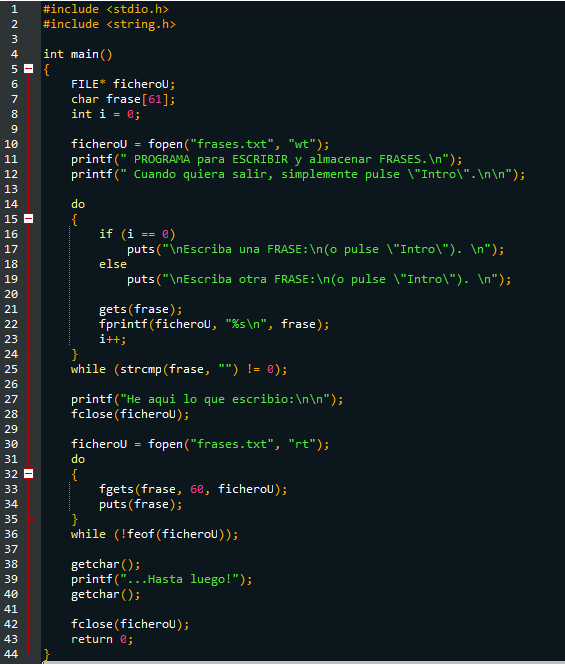 1 #include <stdio.h>
2 #include <string.h>
3
4 int main()
5 {
6     FILE* ficheroU;
7     char frase[61];
8     int i = 0;
9
10     ficheroU = fopen("frases.txt", "wt");
11     printf(" PROGRAMA para ESCRIBIR y almacenar FRASES.\n");
12     printf(" Cuando quiera salir, simplemente pulse \"Intro\".\n\n");
13
14     do
15     {
16         if (i == 0)
17             puts("\nEscriba una FRASE:\n(o pulse \"Intro\"). \n");
18         else
19             puts("\nEscriba otra FRASE:\n(o pulse \"Intro\"). \n");
20
21         gets(frase);
22         fprintf(ficheroU, "%s\n", frase);
23         i++;
24     }
25     while (strcmp(frase, "") != 0);
26
27     printf("He aqui lo que escribio:\n\n");
28     fclose(ficheroU);
29
30     ficheroU = fopen("frases.txt", "rt");
31     do
32     {
33         fgets(frase, 60, ficheroU);
34         puts(frase);
35     }
36     while (!feof(ficheroU));
37
38     getchar();
39     printf("...Hasta luego!");
40     getchar();
41
42     fclose(ficheroU);
43     return 0;
44 }